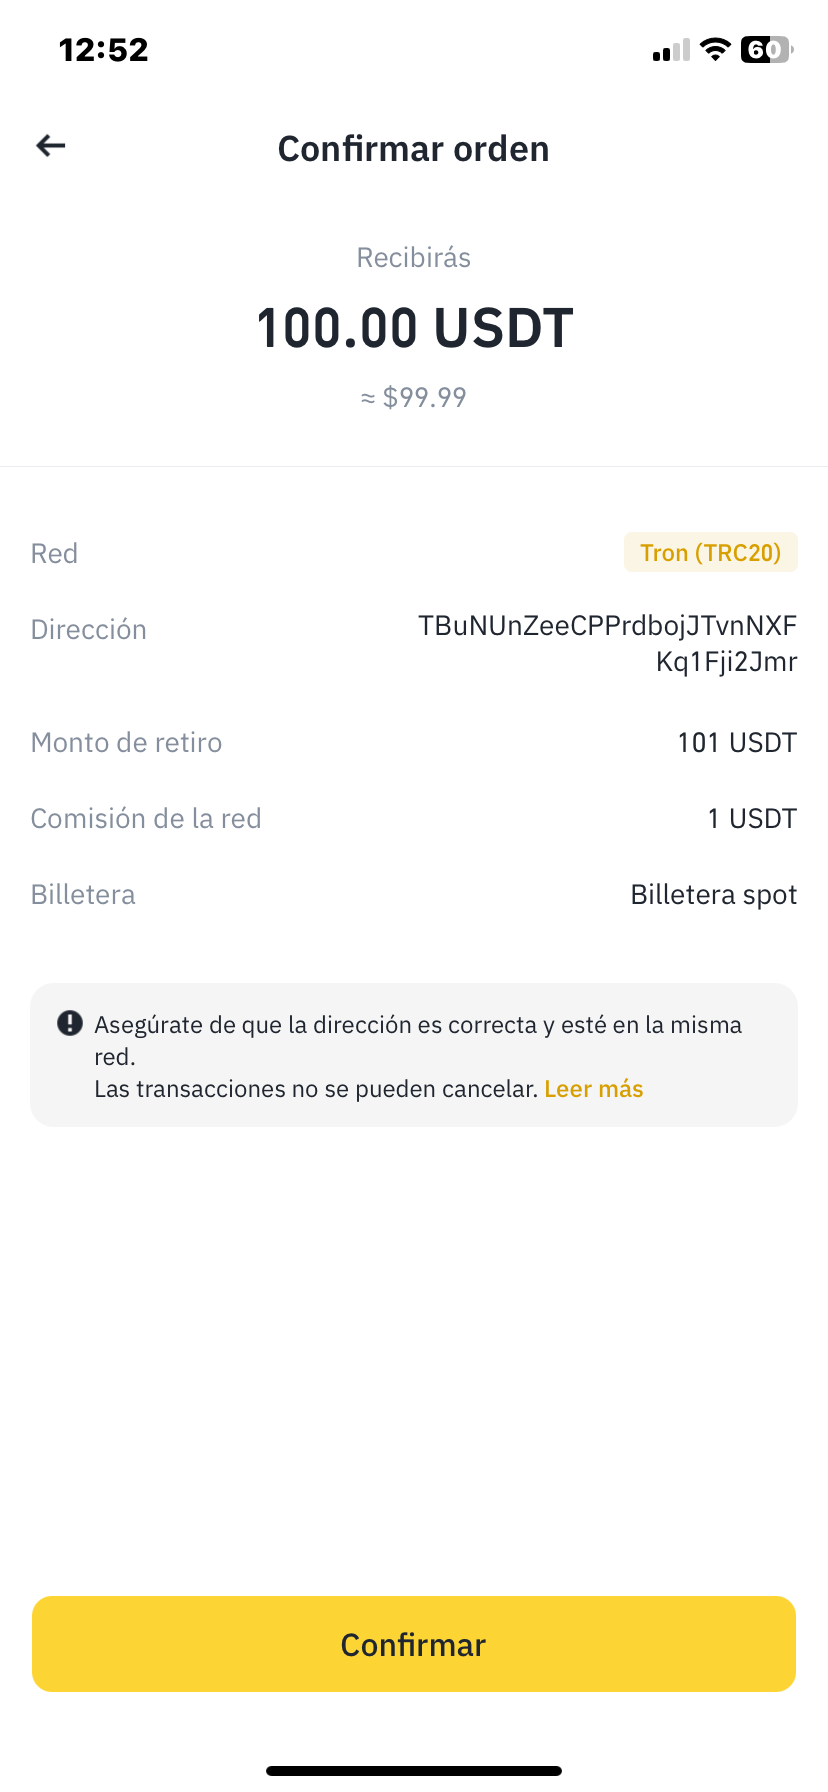 12:52
60
Confirmar orden
Recibirás
100.00 USDT
≈ $99.99
Red
Tron (TRC20)
Dirección
TBuNUnZeeCPPrdbojJTvnNXF
Kq1Fji2Jmr
Monto de retiro
101 USDT
Comisión de la red
1 USDT
Billetera
Billetera spot
Asegúrate de que la dirección es correcta y esté en la misma
red.
Las transacciones no se pueden cancelar. Leer más
Confirmar